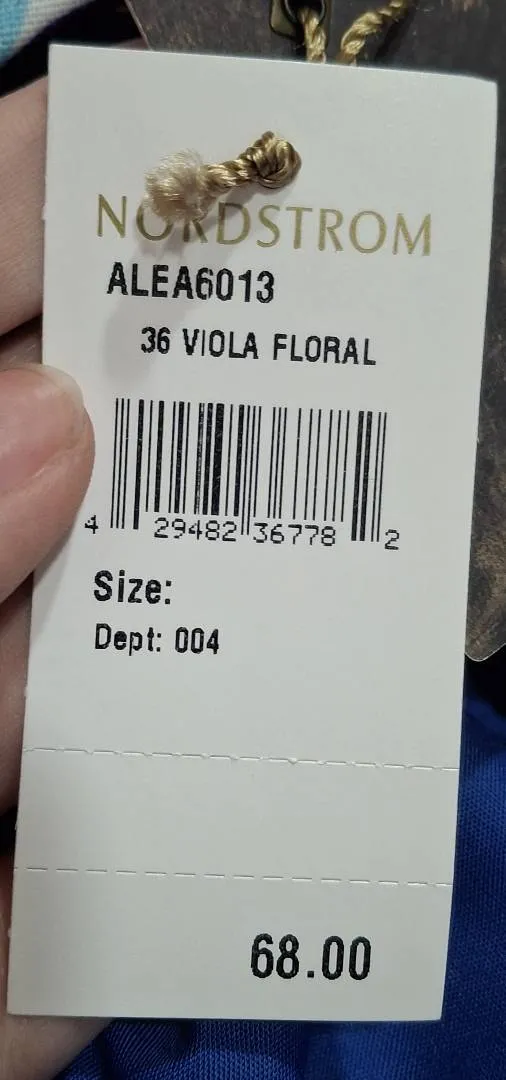 NORDSTROM
ALEA6013
36 VIOLA FLORAL
4 29482 36778 2
Size:
Dept: 004
68.00